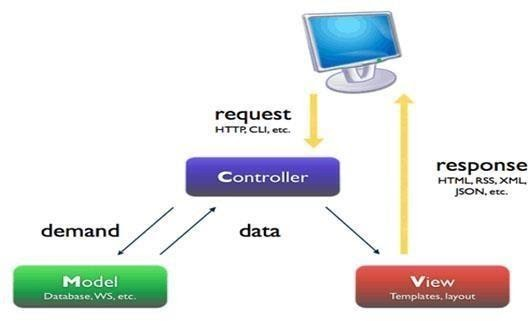 request
HTTP, CLI, etc.
response
HTML, RSS, XML,
JSON, etc.
Controller
demand
data
Model
Database, WS, etc.
View
Templates, layout